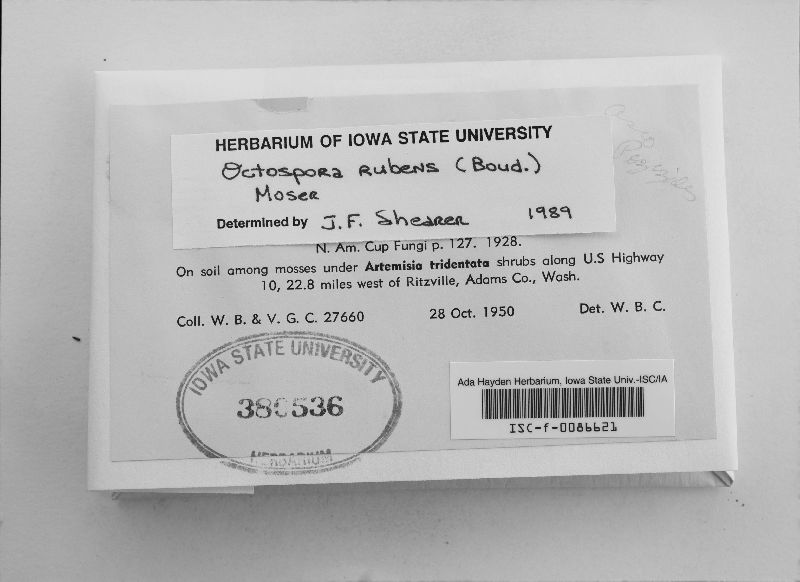 HERBARIUM OF IOWA STATE UNIVERSITY
Octospora rubens (Boud.)
Moser
Determined by J.F. Shearer 1989
N. Am. Cup Fungi p. 127. 1928.
On soil among mosses under Artemisia tridentata shrubs along U.S Highway
10, 22.8 miles west of Ritzville, Adams Co., Wash.
Coll. W. B. & V. G. C. 27660 28 Oct. 1950 Det. W. B. C.
IOWA STATE UNIVERSITY
HERBARIUM
Ada Hayden Herbarium, Iowa State Univ.-ISC/IA
ISC-f-0086621